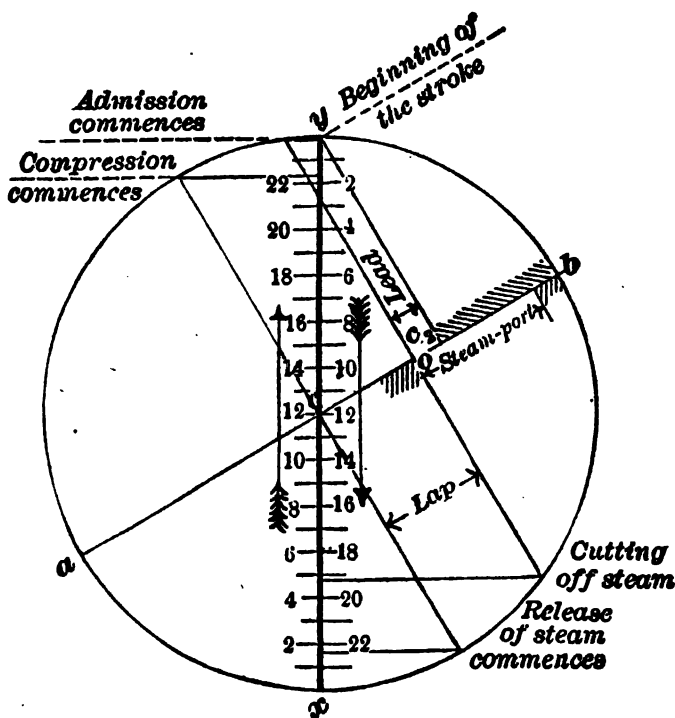 Beginning of
the stroke
y
Admission
commences
Compression
commences
22 2
20 4
18 6
b
Lead
16 8
e.2
Steam-port
14 10
12 c 12
10 14
Lap
8 16
a
6 18
Cutting
off steam
4 20
Release
of steam
commences
2 22
x